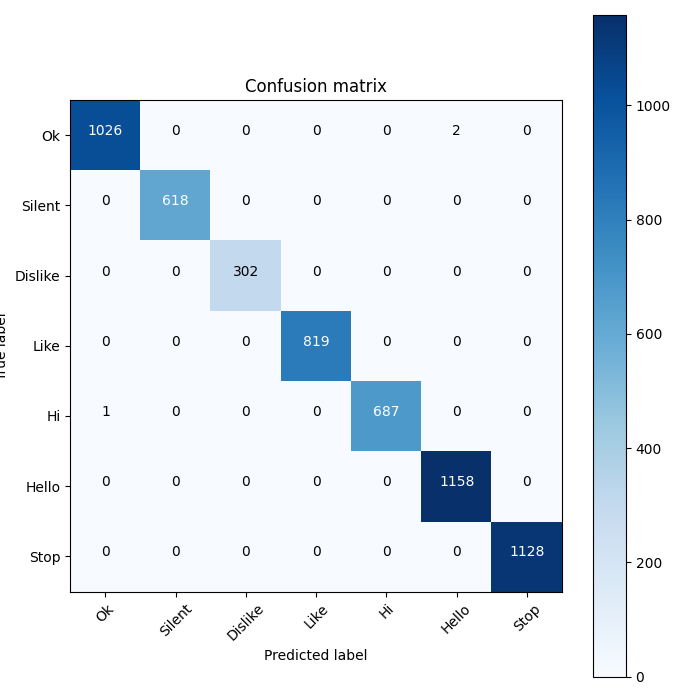 Confusion matrix
Ok 1026 0 0 0 0 2 0
Silent 0 618 0 0 0 0 0
Dislike 0 0 302 0 0 0 0
Like 0 0 0 819 0 0 0
Hi 1 0 0 0 687 0 0
Hello 0 0 0 0 0 1158 0
Stop 0 0 0 0 0 0 1128
Ok Silent Dislike Like Hi Hello Stop
Predicted label
True label
1000
800
600
400
200
0